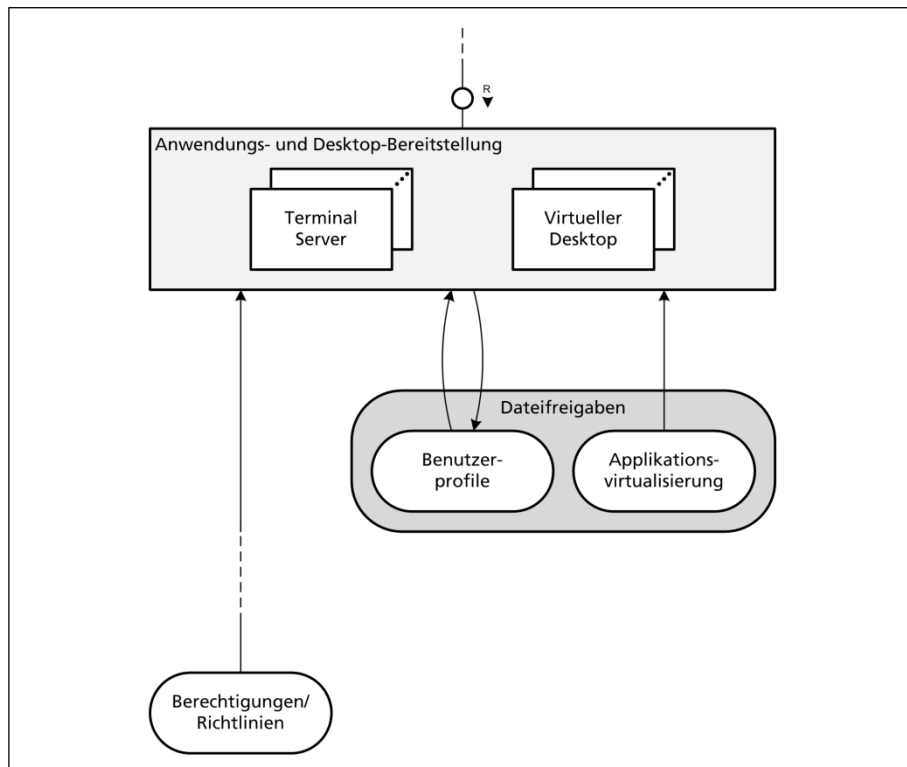 R
Anwendungs- und Desktop-Bereitstellung
Terminal
Server
Virtueller
Desktop
Dateifreigaben
Benutzer-
profile
Applikations-
virtualisierung
Berechtigungen/
Richtlinien